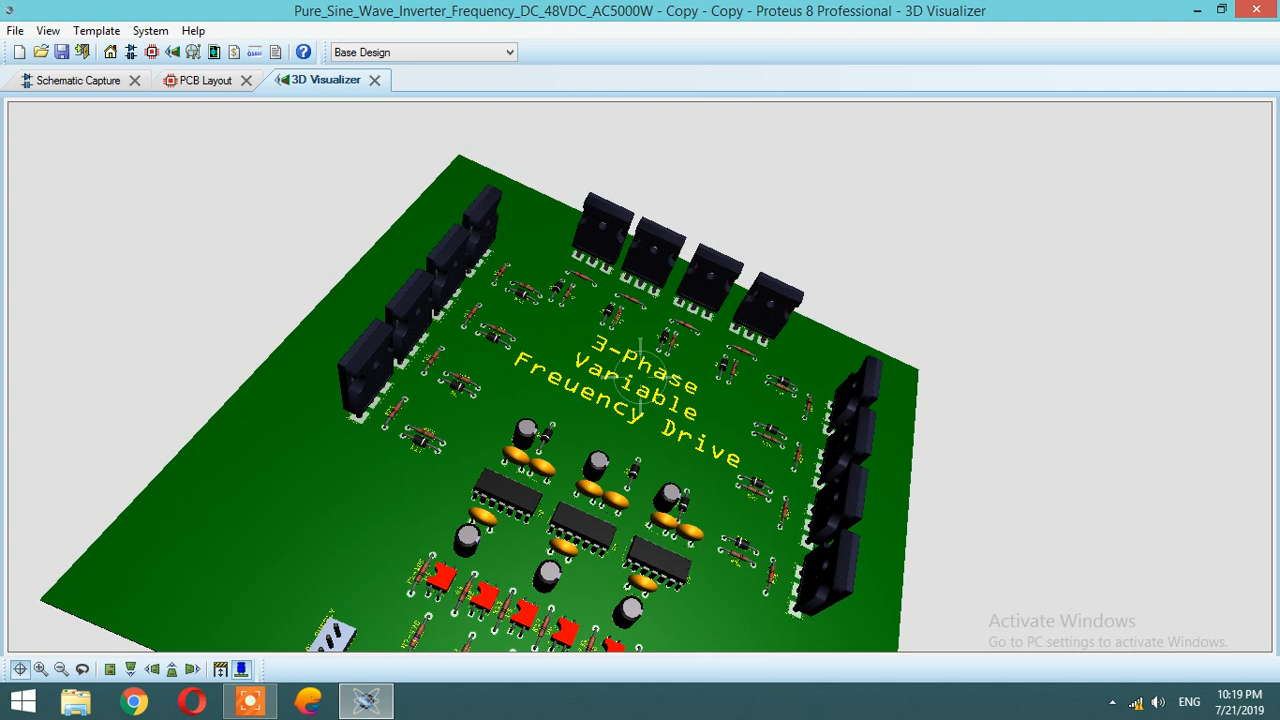 Pure_Sine_Wave_Inverter_Frequency_DC_48VDC_AC5000W - Copy - Copy - Proteus 8 Professional - 3D Visualizer
File View Template System Help
Base Design
Schematic Capture PCB Layout 3D Visualizer
3-Phase
Variable
Freuency Drive
Activate Windows
Go to PC settings to activate Windows.
ENG
10:19 PM
7/21/2019